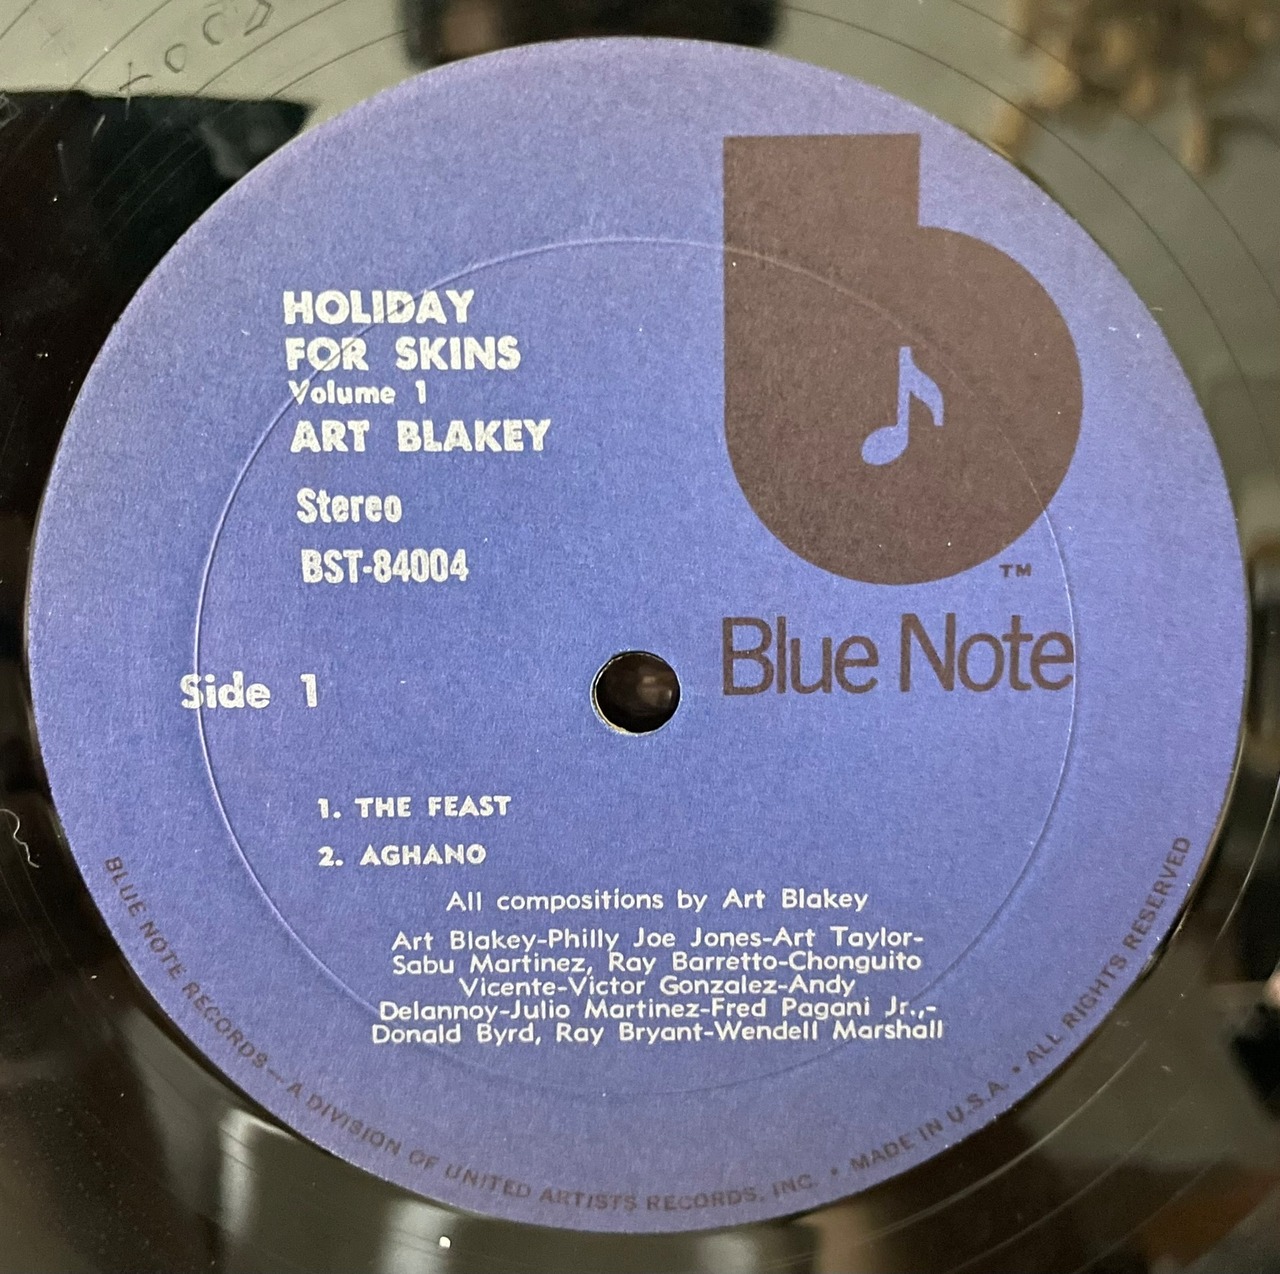 HOLIDAY
FOR SKINS
Volume 1
ART BLAKEY
Stereo
BST-84004
Side 1
TM
Blue Note
1. THE FEAST
2. AGHANO
All compositions by Art Blakey
Art Blakey-Philly Joe Jones-Art Taylor-
Sabu Martinez, Ray Barretto-Chonguito
Vicente-Victor Gonzalez-Andy
Delannoy-Julio Martinez-Fred Pagani Jr.,-
Donald Byrd, Ray Bryant-Wendell Marshall
BLUE NOTE RECORDS—A DIVISION OF UNITED ARTISTS RECORDS, INC. • MADE IN U.S.A. • ALL RIGHTS RESERVED